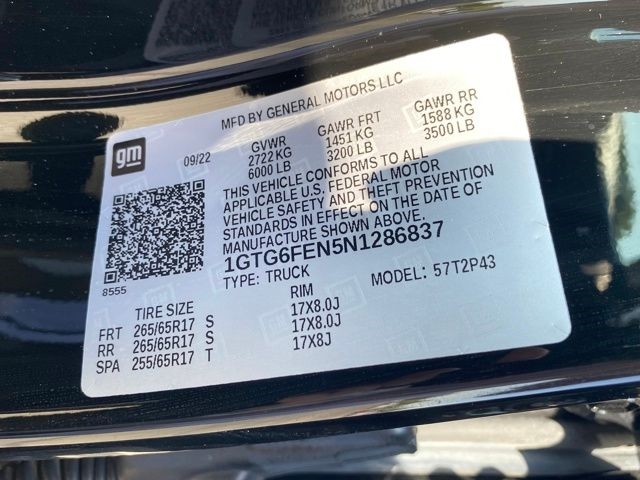 MFD BY GENERAL MOTORS LLC
gm
09/22
GVWR GAWR FRT GAWR RR
2722 KG 1451 KG 1588 KG
6000 LB 3200 LB 3500 LB
THIS VEHICLE CONFORMS TO ALL
APPLICABLE U.S. FEDERAL MOTOR
VEHICLE SAFETY AND THEFT PREVENTION
STANDARDS IN EFFECT ON THE DATE OF
MANUFACTURE SHOWN ABOVE.
1GTG6FEN5N1286837
8555
TYPE: TRUCK MODEL: 57T2P43
TIRE SIZE RIM
FRT 265/65R17 S 17X8.0J
RR 265/65R17 S 17X8.0J
SPA 255/65R17 T 17X8J